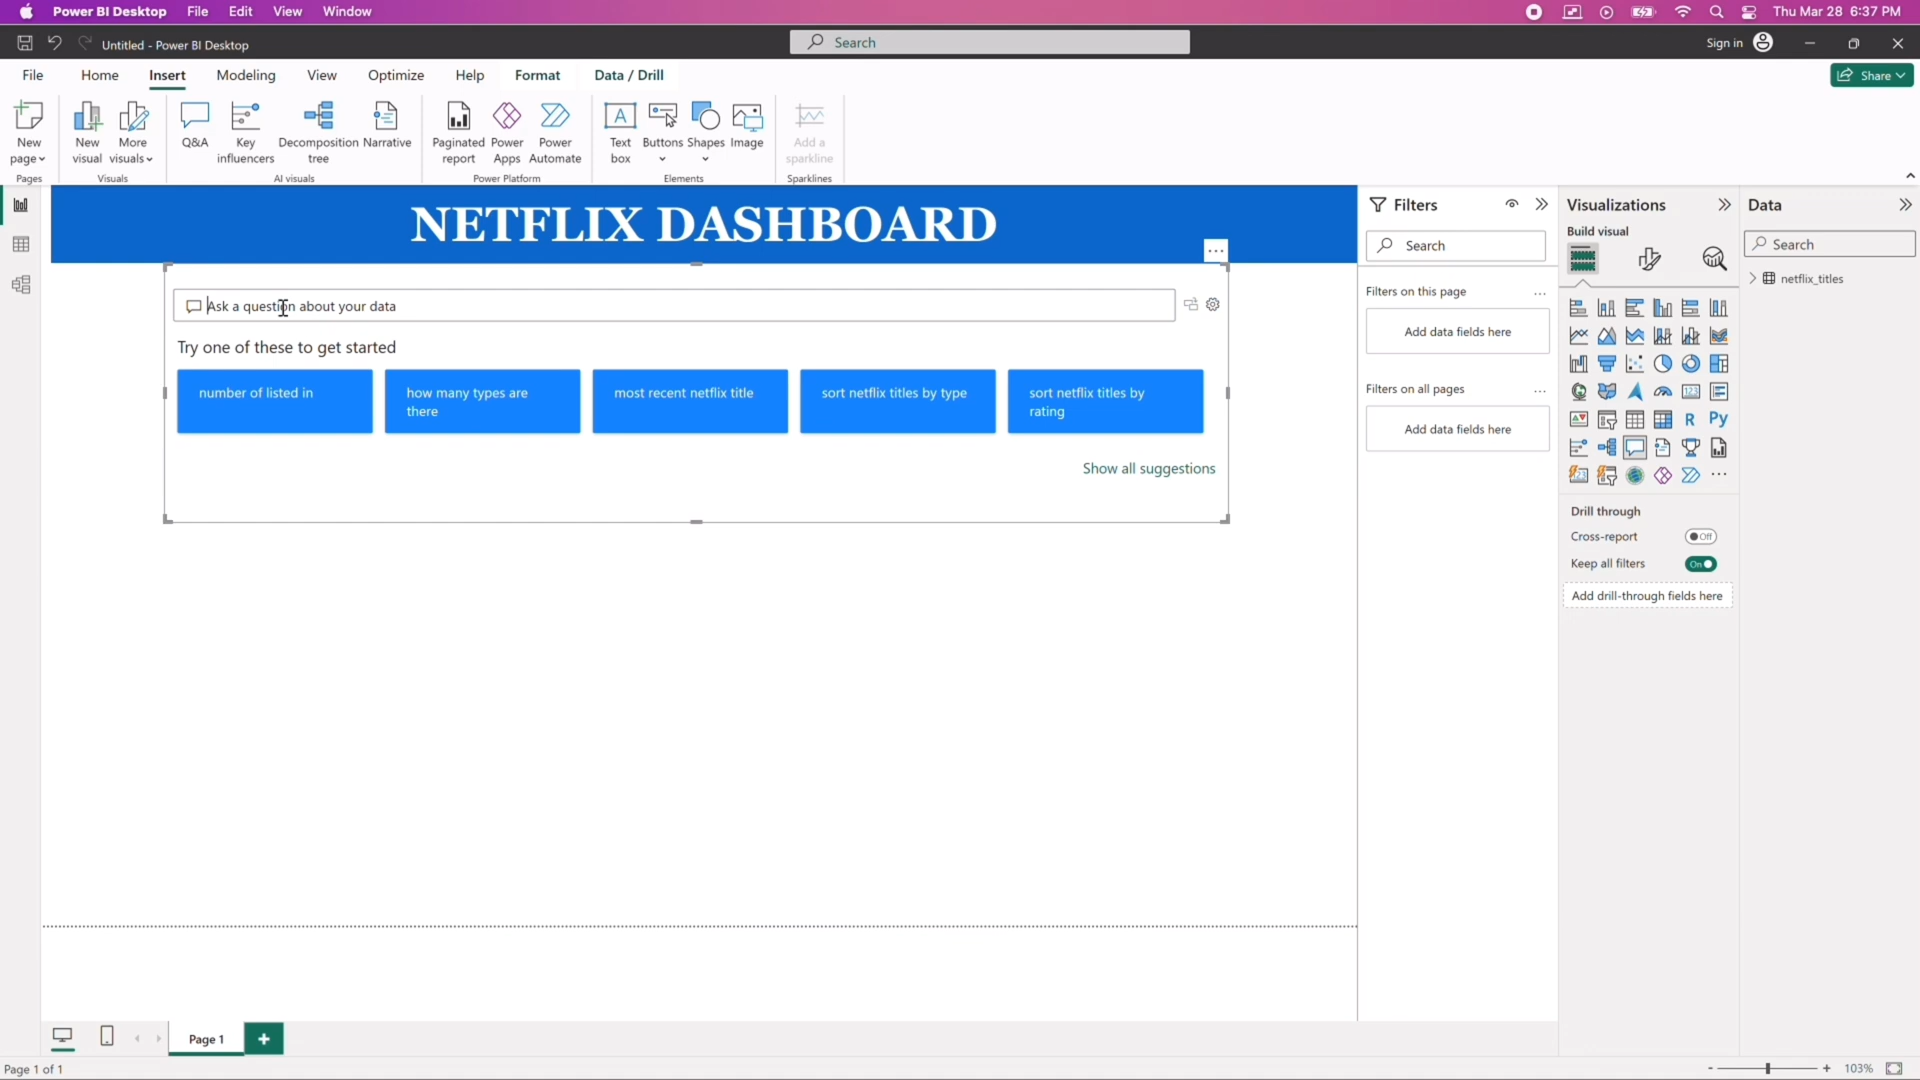 Power BI Desktop File Edit View Window Thu Mar 28 6:37 PM
Untitled - Power BI Desktop Search Sign in
File Home Insert Modeling View Optimize Help Format Data / Drill Share
New page
New visual
More visuals
Q&A
Key influencers
Decomposition tree
Narrative
Paginated report
Power Apps
Power Automate
Text box
Buttons
Shapes
Image
Add a sparkline
Pages Visuals AI visuals Power Platform Elements Sparklines
NETFLIX DASHBOARD
Ask a question about your data
Try one of these to get started
number of listed in
how many types are
there
most recent netflix title
sort netflix titles by type
sort netflix titles by
rating
Show all suggestions
Filters
Search
Filters on this page
Add data fields here
Filters on all pages
Add data fields here
Visualizations
Build visual
123
R
Py
123
Drill through
Cross-report Off
Keep all filters On
Add drill-through fields here
Data
Search
netflix_titles
Page 1
Page 1 of 1
103%